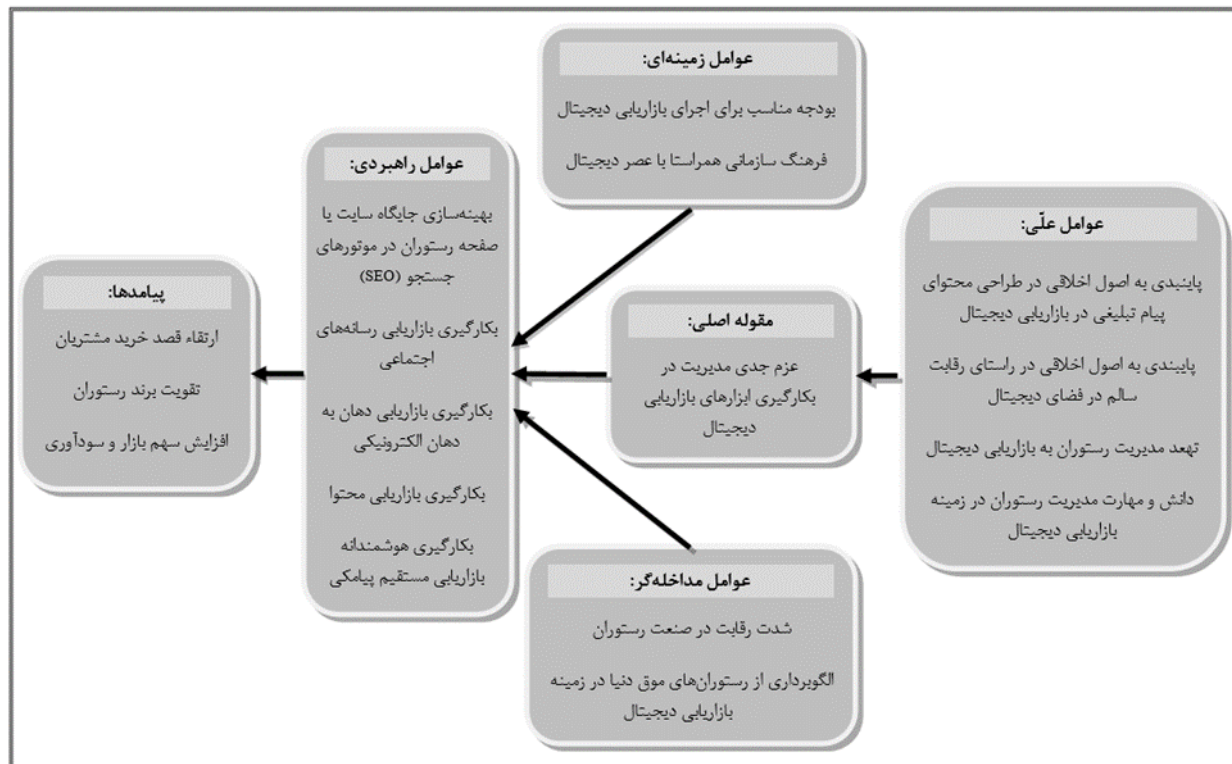 عوامل زمینه‌ای:
بودجه مناسب برای اجرای بازاریابی دیجیتال
فرهنگ سازمانی همراستا با عصر دیجیتال
عوامل علّی:
پاینبدی به اصول اخلاقی در طراحی محتوای
پیام تبلیغی در بازاریابی دیجیتال
پایبندی به اصول اخلاقی در راستای رقابت
سالم در فضای دیجیتال
تهعد مدیریت رستوران به بازاریابی دیجیتال
دانش و مهارت مدیریت رستوران در زمینه
بازاریابی دیجیتال
مقوله اصلی:
عزم جدی مدیریت در
بکارگیری ابزارهای بازاریابی
دیجیتال
عوامل مداخله‌گر:
شدت رقابت در صنعت رستوران
الگوبرداری از رستوران‌های موق دنیا در زمینه
بازاریابی دیجیتال
عوامل راهبردی:
بهینه‌سازی جایگاه سایت یا
صفحه رستوران در موتورهای
جستجو (SEO)
بکارگیری بازاریابی رسانه‌های
اجتماعی
بکارگیری بازاریابی دهان به
دهان الکترونیکی
بکارگیری بازاریابی محتوا
بکارگیری هوشمندانه
بازاریابی مستقیم پیامکی
پیامدها:
ارتقاء قصد خرید مشتریان
تقویت برند رستوران
افزایش سهم بازار و سودآوری